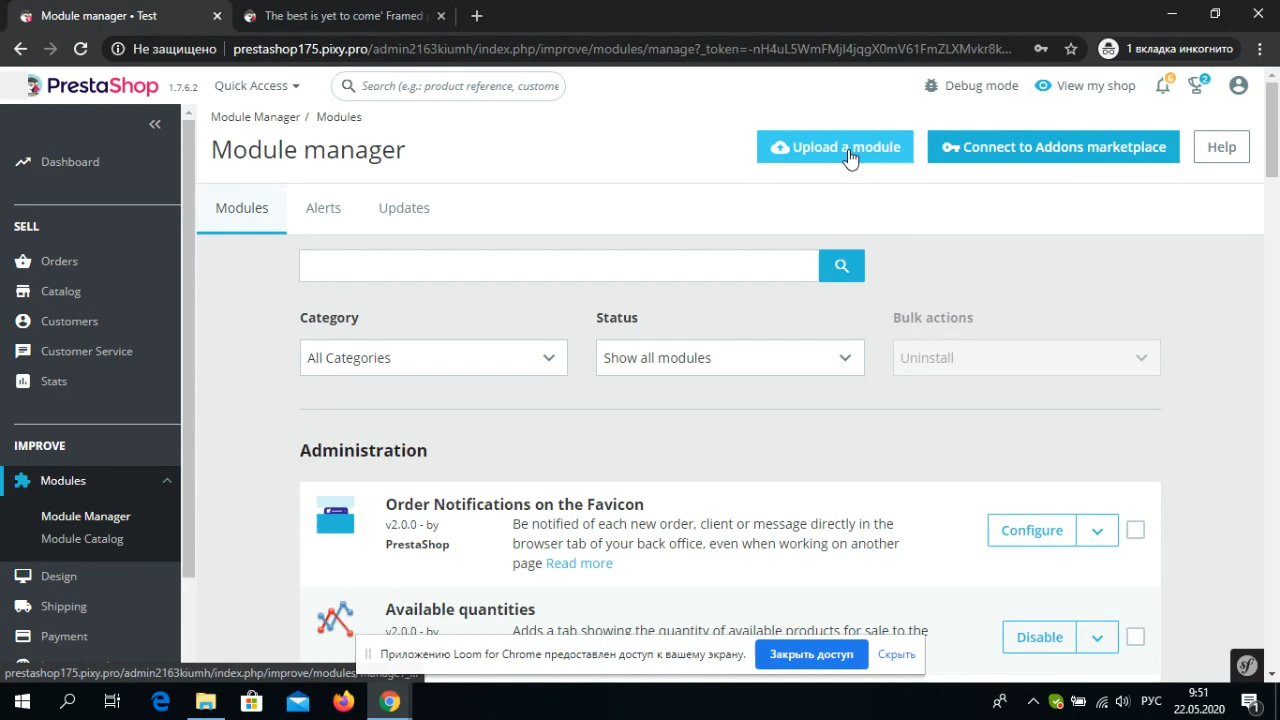 Module manager • Test
The best is yet to come' Framed
Не защищено
prestashop175.pixy.pro/admin2163kiumh/index.php/improve/modules/manage?_token=-nH4uL5WmFMjI4jqgX0mV61FmZLXMvkr8k...
1 вкладка инкогнито
PrestaShop 1.7.6.2
Quick Access
Search (e.g.: product reference, custome
Debug mode
View my shop
6
2
Module Manager / Modules
Module manager
Upload a module
Connect to Addons marketplace
Help
Dashboard
SELL
Orders
Catalog
Customers
Customer Service
Stats
IMPROVE
Modules
Module Manager
Module Catalog
Design
Shipping
Payment
Modules
Alerts
Updates
Category
Status
Bulk actions
All Categories
Show all modules
Uninstall
Administration
Order Notifications on the Favicon
v2.0.0 - by
PrestaShop
Be notified of each new order, client or message directly in the
browser tab of your back office, even when working on another
page Read more
Configure
Available quantities
v2.0.0 - by
Adds a tab showing the quantity of available products for sale to the
Disable
Приложению Loom for Chrome предоставлен доступ к вашему экрану.
Закрыть доступ
Скрыть
prestashop175.pixy.pro/admin2163kiumh/index.php/improve/modules/manage#_...
РУС
9:51
22.05.2020
1